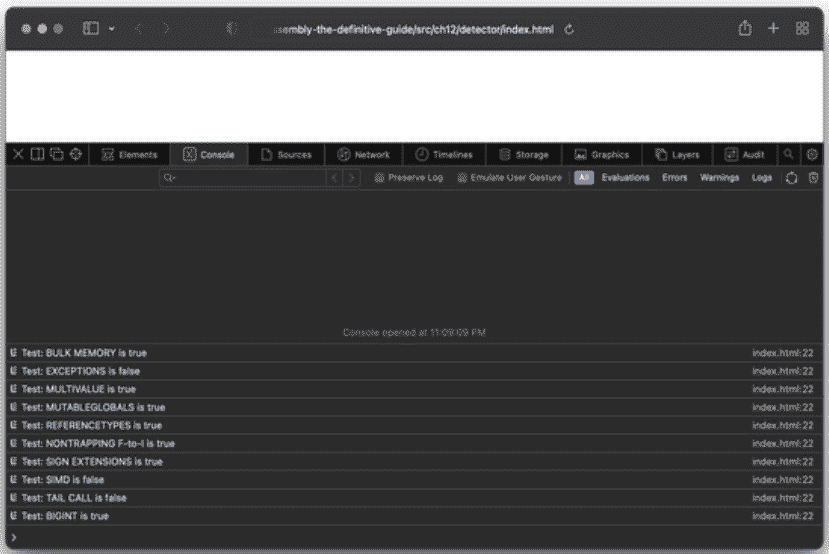 sembly-the-definitive-guide/src/ch12/detector/index.html
Elements Console Sources Network Timelines Storage Graphics Layers Audit
Preserve Log Emulate User Gesture All Evaluations Errors Warnings Logs
Console opened at 11:09:09 PM
Test: BULK MEMORY is true index.html:22
Test: EXCEPTIONS is false index.html:22
Test: MULTIVALUE is true index.html:22
Test: MUTABLEGLOBALS is true index.html:22
Test: REFERENCETYPES is true index.html:22
Test: NONTRAPPING F-to-I is true index.html:22
Test: SIGN EXTENSIONS is true index.html:22
Test: SIMD is false index.html:22
Test: TAIL CALL is false index.html:22
Test: BIGINT is true index.html:22